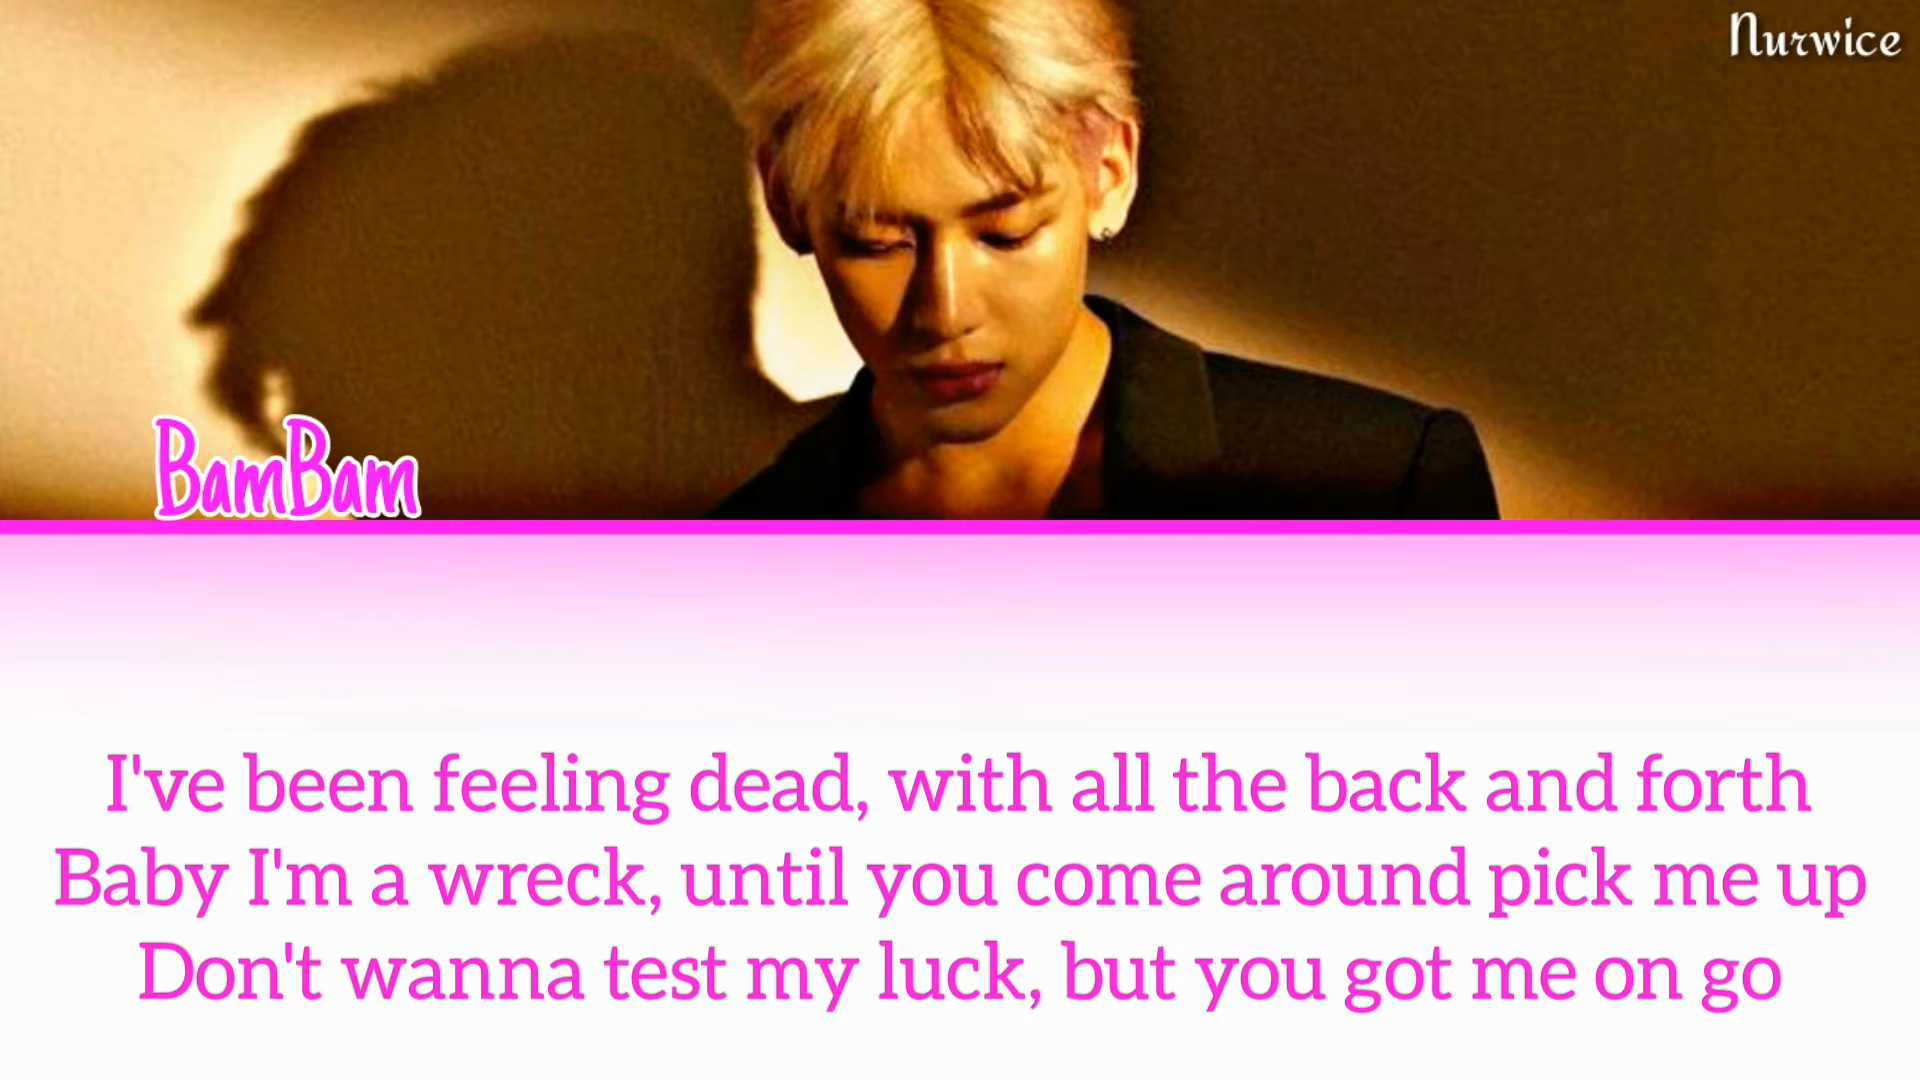 Nurwice
BamBam
I've been feeling dead, with all the back and forth
Baby I'm a wreck, until you come around pick me up
Don't wanna test my luck, but you got me on go